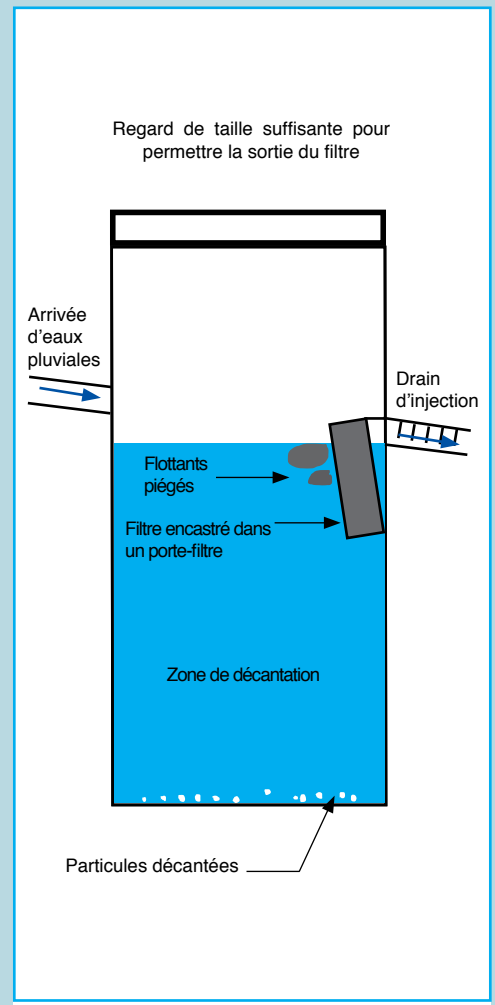 Regard de taille suffisante pour
permettre la sortie du filtre
Arrivée
d'eaux
pluviales
Drain
d'injection
Flottants
piégés
Filtre encastré dans
un porte-filtre
Zone de décantation
Particules décantées